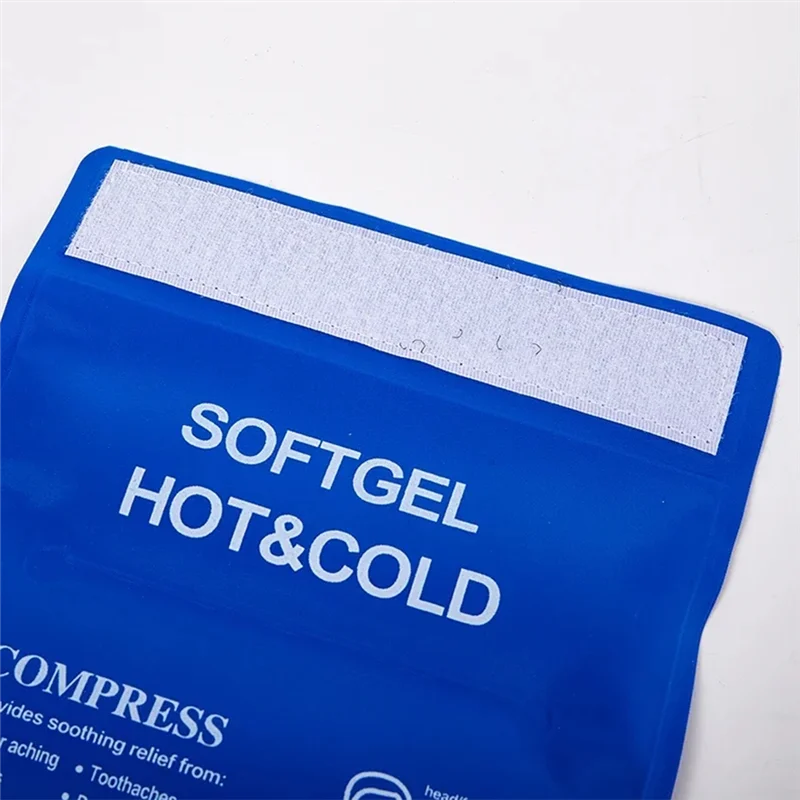 SOFTGEL
HOT&COLD
COMPRESS
vides soothing relief from:
aching
• Toothaches